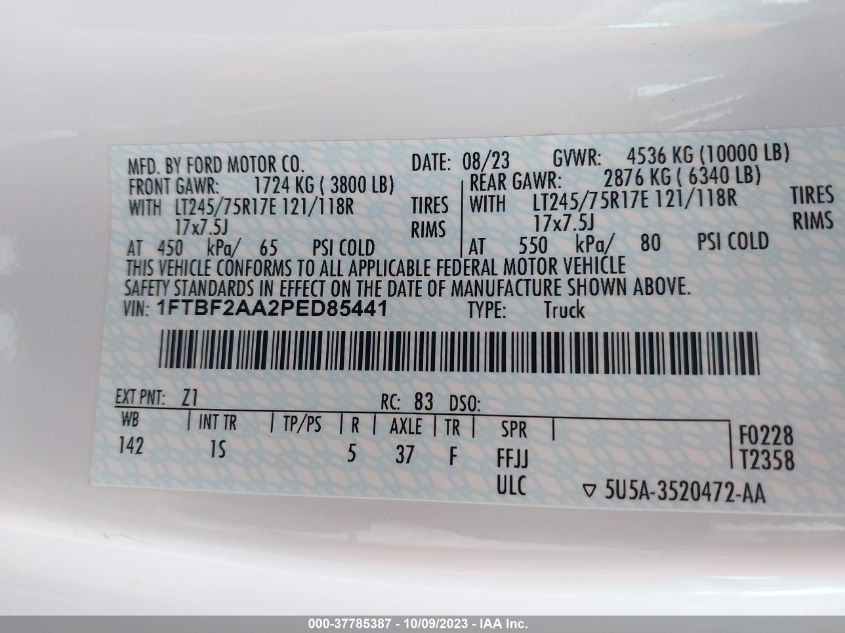 MFD. BY FORD MOTOR CO. DATE: 08/23 GVWR: 4536 KG (10000 LB)
FRONT GAWR: 1724 KG ( 3800 LB) REAR GAWR: 2876 KG ( 6340 LB)
WITH LT245/75R17E 121/118R TIRES WITH LT245/75R17E 121/118R TIRES
17x7.5J RIMS 17x7.5J RIMS
AT 450 kPa/ 65 PSI COLD AT 550 kPa/ 80 PSI COLD
THIS VEHICLE CONFORMS TO ALL APPLICABLE FEDERAL MOTOR VEHICLE
SAFETY STANDARDS IN EFFECT ON THE DATE OF MANUFACTURE SHOWN ABOVE.
VIN: 1FTBF2AA2PED85441 TYPE: Truck
EXT PNT: Z1 RC: 83 DSO:
WB INT TR TP/PS R AXLE TR SPR F0228
142 1S 5 37 F FFJJ T2358
ULC ▽ 5U5A-3520472-AA
000-37785387 - 10/09/2023 - IAA Inc.